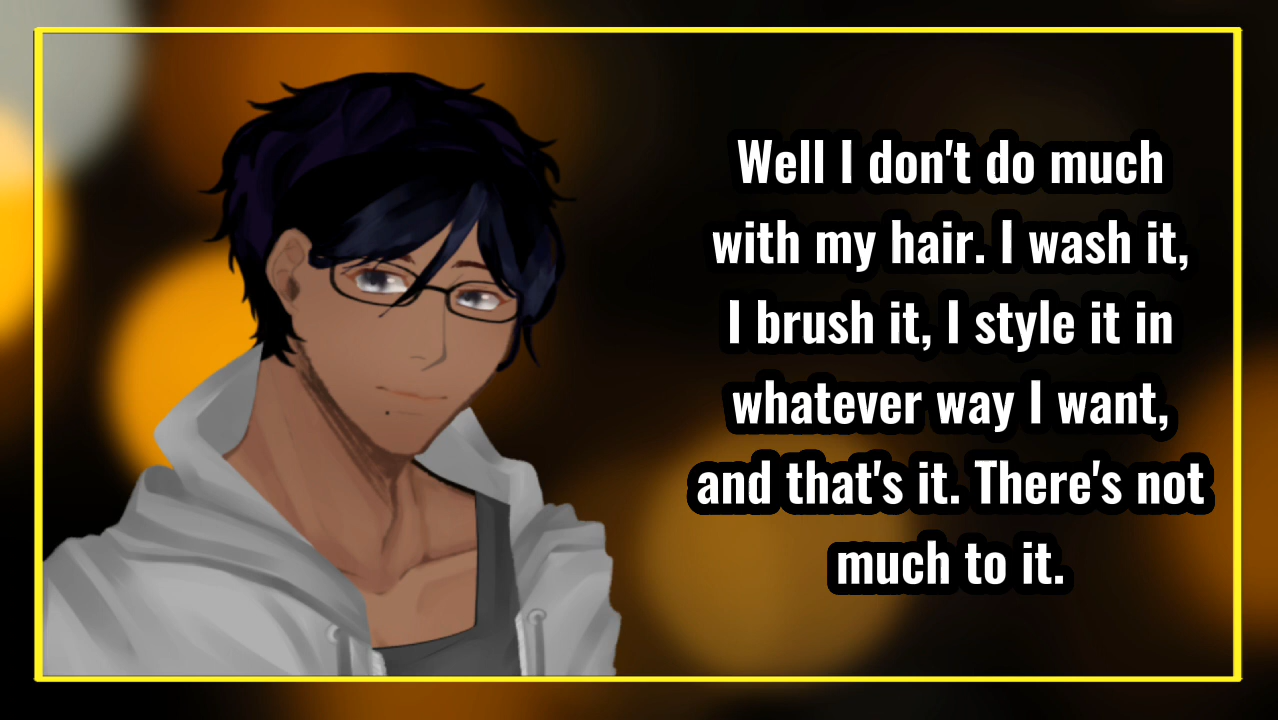 Well I don't do much
with my hair. I wash it,
I brush it, I style it in
whatever way I want,
and that's it. There's not
much to it.